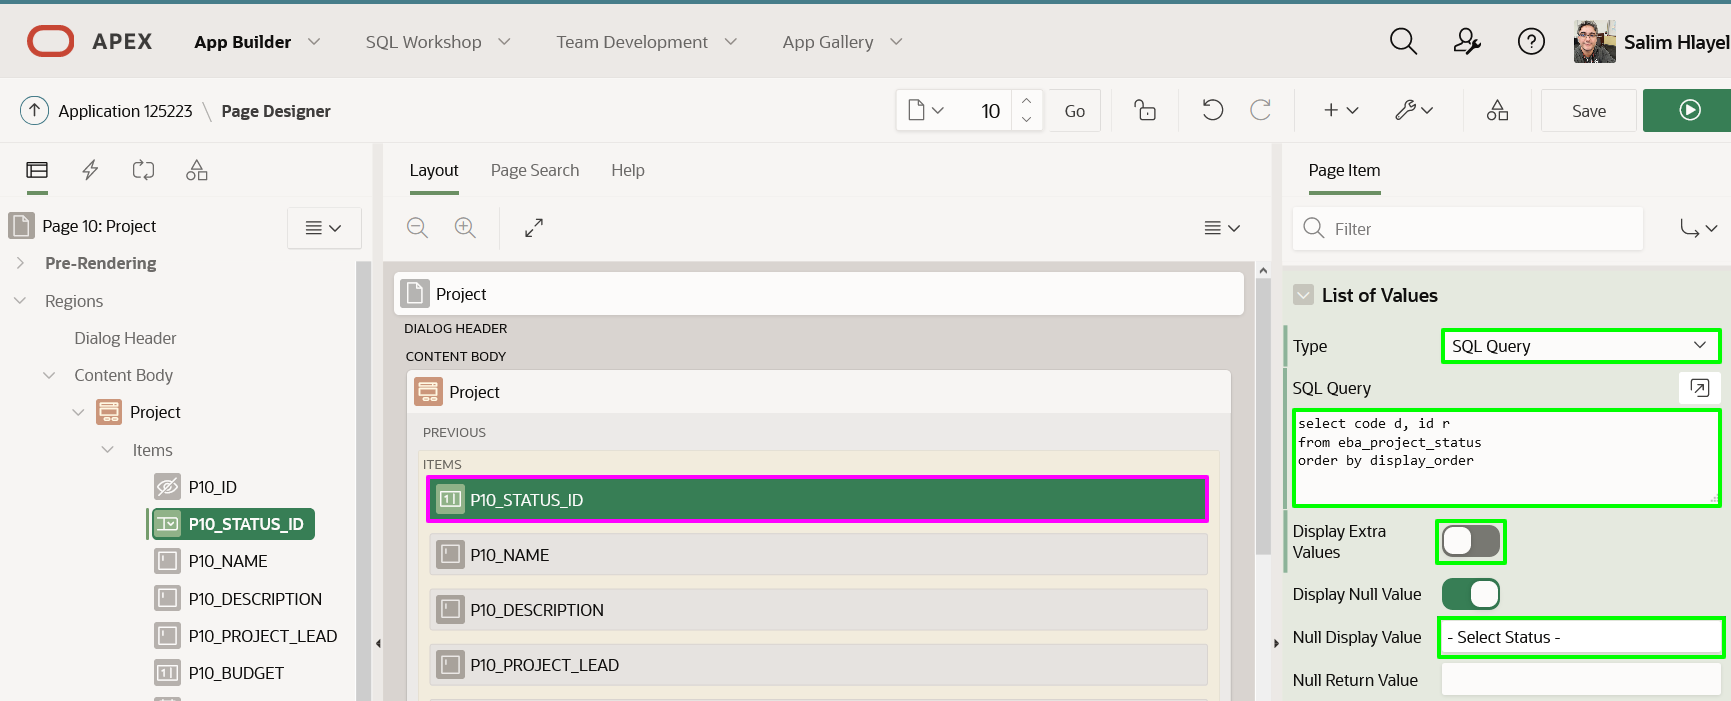 APEX
App Builder
SQL Workshop
Team Development
App Gallery
Salim Hlayel
Application 125223
Page Designer
10
Go
Save
Page 10: Project
Pre-Rendering
Regions
Dialog Header
Content Body
Project
Items
P10_ID
P10_STATUS_ID
P10_NAME
P10_DESCRIPTION
P10_PROJECT_LEAD
P10_BUDGET
Layout
Page Search
Help
Project
DIALOG HEADER
CONTENT BODY
Project
PREVIOUS
ITEMS
P10_STATUS_ID
P10_NAME
P10_DESCRIPTION
P10_PROJECT_LEAD
Page Item
Filter
List of Values
Type
SQL Query
SQL Query
select code d, id r
from eba_project_status
order by display_order
Display Extra
Values
Display Null Value
Null Display Value
- Select Status -
Null Return Value